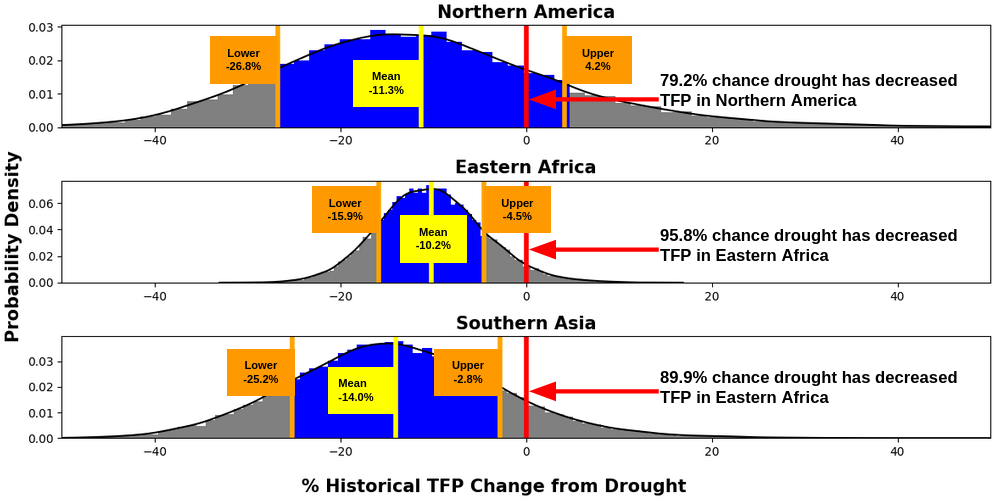 Northern America
0.03
0.02
0.01
0.00
Lower
-26.8%
Mean
-11.3%
Upper
4.2%
79.2% chance drought has decreased
TFP in Northern America
−40
−20
0
20
40
Eastern Africa
0.06
0.04
0.02
0.00
Lower
-15.9%
Mean
-10.2%
Upper
-4.5%
95.8% chance drought has decreased
TFP in Eastern Africa
−40
−20
0
20
40
Southern Asia
0.03
0.02
0.01
0.00
Lower
-25.2%
Mean
-14.0%
Upper
-2.8%
89.9% chance drought has decreased
TFP in Eastern Africa
−40
−20
0
20
40
Probability Density
% Historical TFP Change from Drought